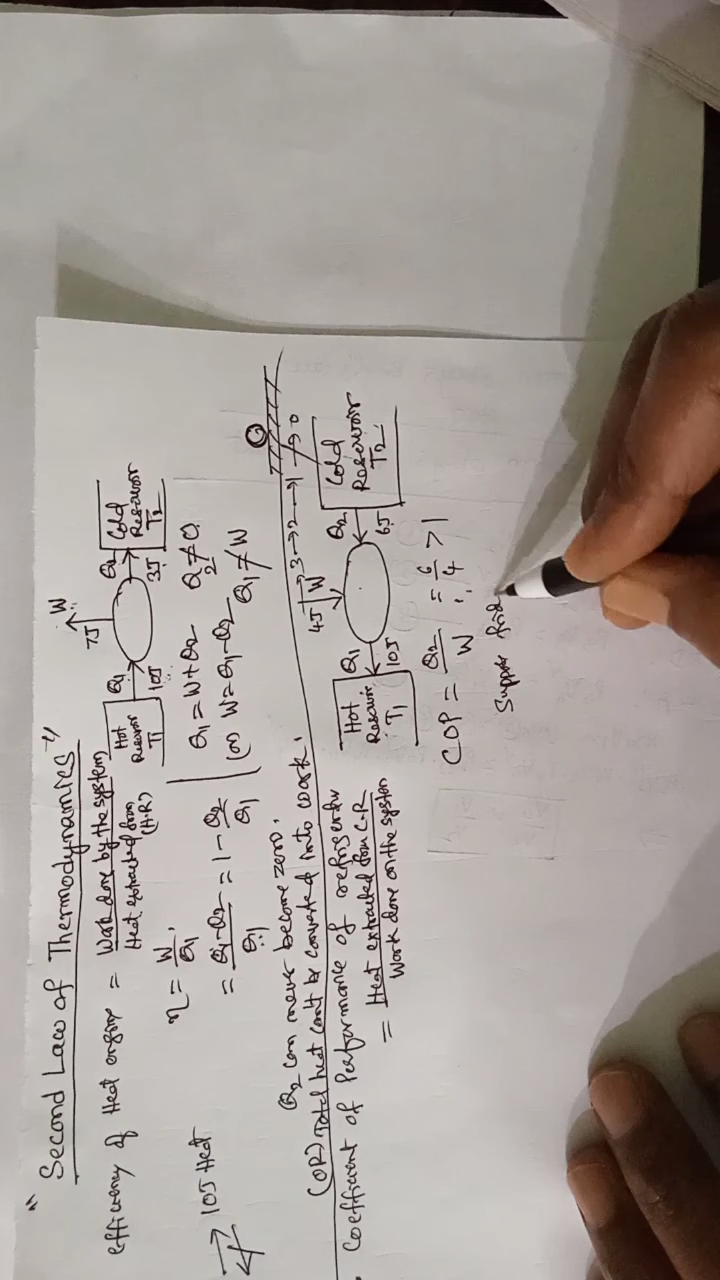 "Second Law of Thermodynamics"
efficiency of Heat engine = Work done by the system
Heat extracted from
(H.R)
η = W
Q1
= Q1-Q2 = 1 - Q2
Q1 Q1
Q1 = W+Q2 Q2 ≠ 0
(or) W = Q1-Q2 Q1 ≠ W
W
7J
Hot
T1
Q1
10J
Q2
3J
Cold
T2
10J Heat
Q2 can never become zero.
(OR) Total heat can't be converted into work.
Coefficient of Performance of refrigerator
= Heat extracted from C.R
Work done on the system
4J→3→2→1→0
W
Hot
T1
Q1
10J
Q2
6J
Cold
Reservoir
T2
COP = Q2 = 6 > 1
W 4